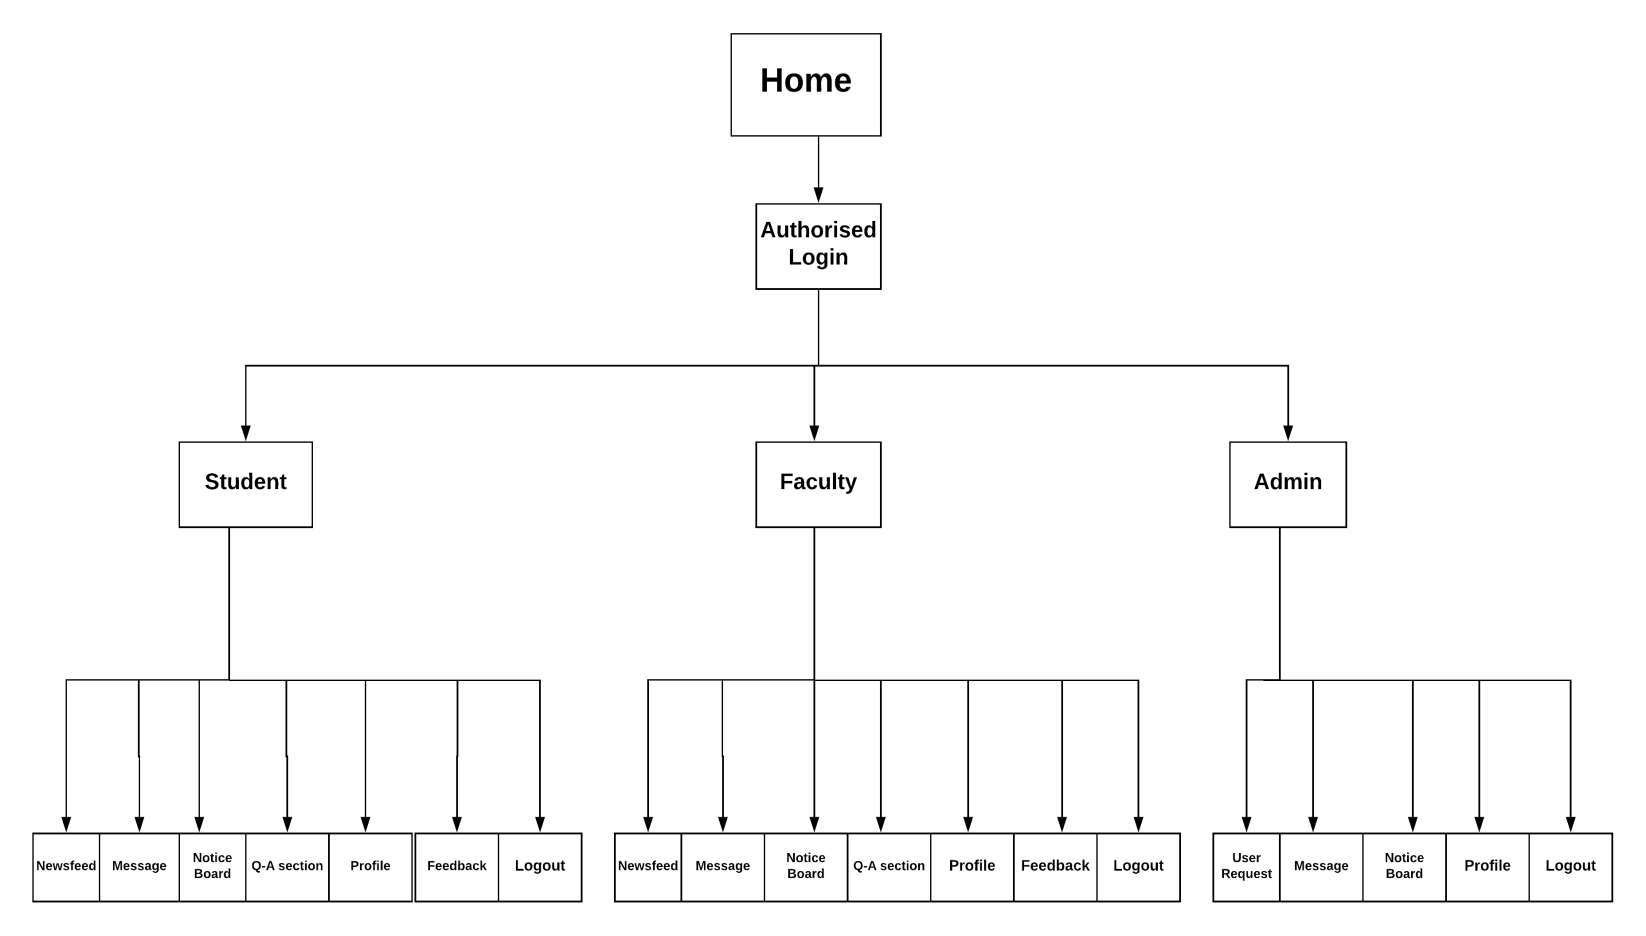 Home
Authorised
Login
Student
Faculty
Admin
Newsfeed
Message
Notice
Board
Q-A section
Profile
Feedback
Logout
Newsfeed
Message
Notice
Board
Q-A section
Profile
Feedback
Logout
User
Request
Message
Notice
Board
Profile
Logout